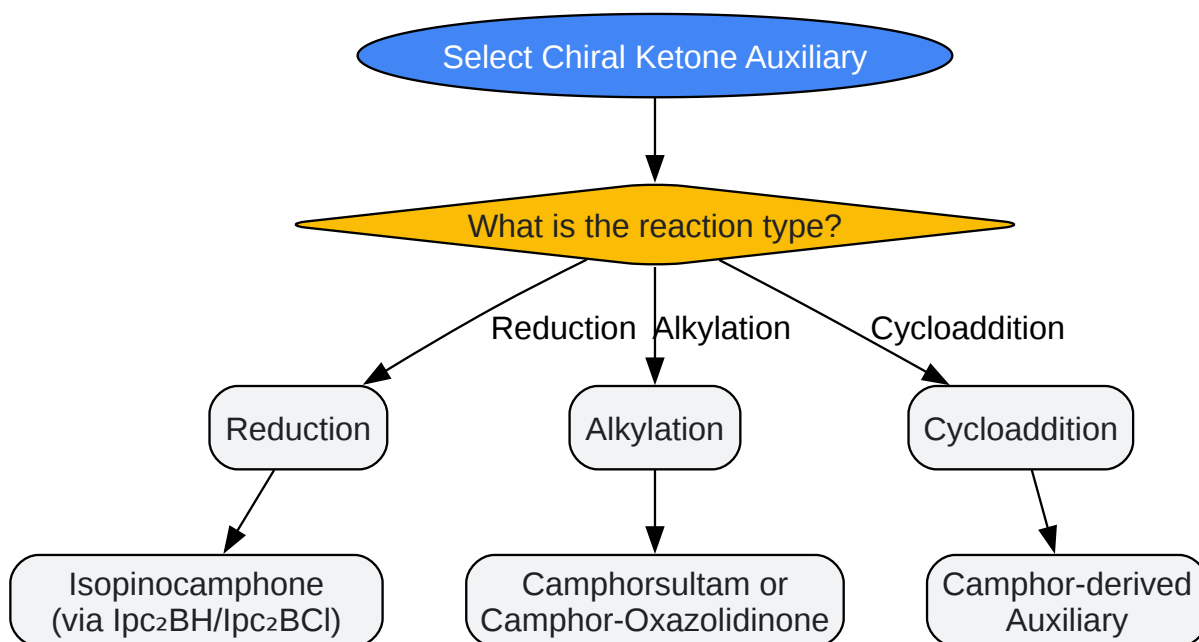 Select Chiral Ketone Auxiliary
What is the reaction type?
Reduction
Alkylation
Cycloaddition
Reduction
Alkylation
Cycloaddition
Isopinocamphone
(via Ipc₂BH/Ipc₂BCl)
Camphorsultam or
Camphor-Oxazolidinone
Camphor-derived
Auxiliary